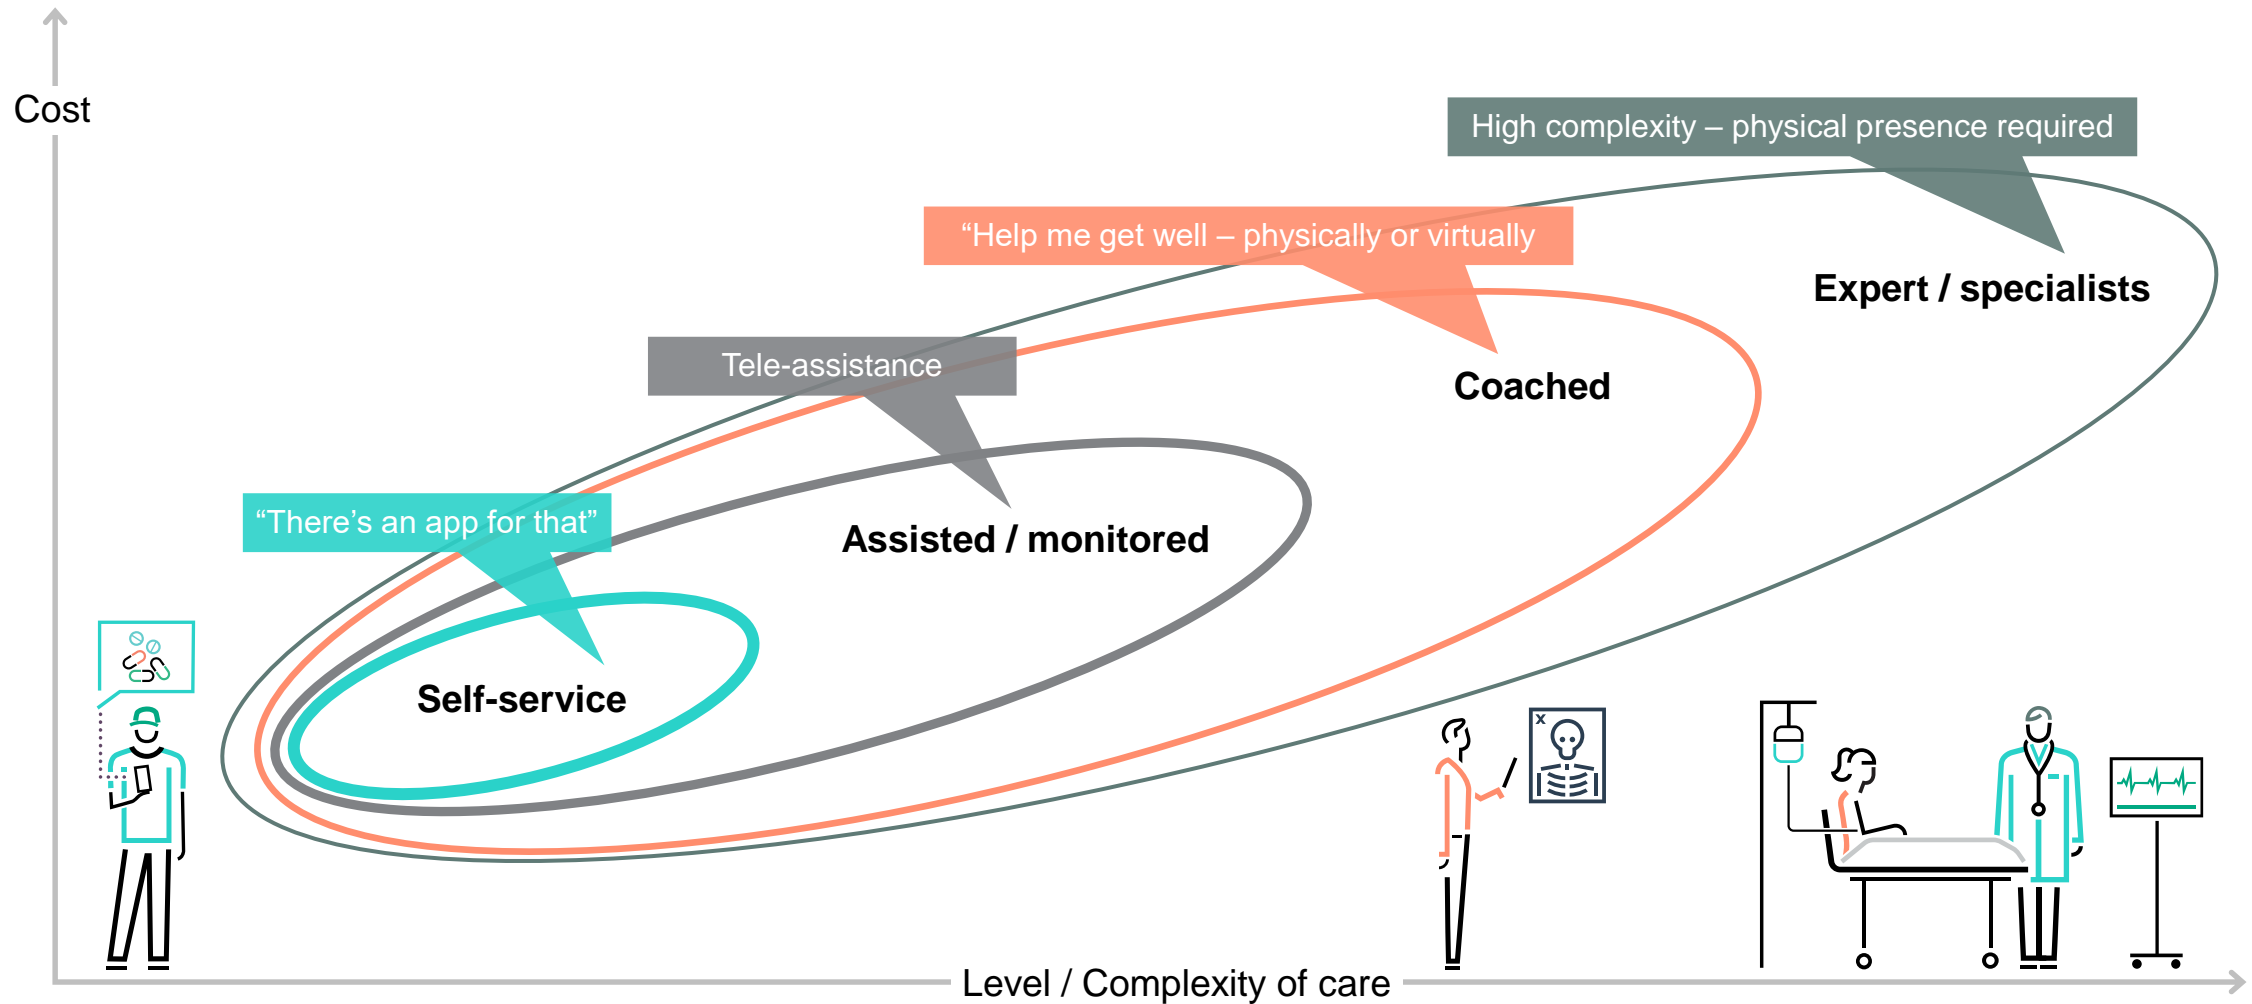 Cost
High complexity – physical presence required
“Help me get well – physically or virtually
Expert / specialists
Tele-assistance
Coached
“There’s an app for that”
Assisted / monitored
Self-service
x
Level / Complexity of care